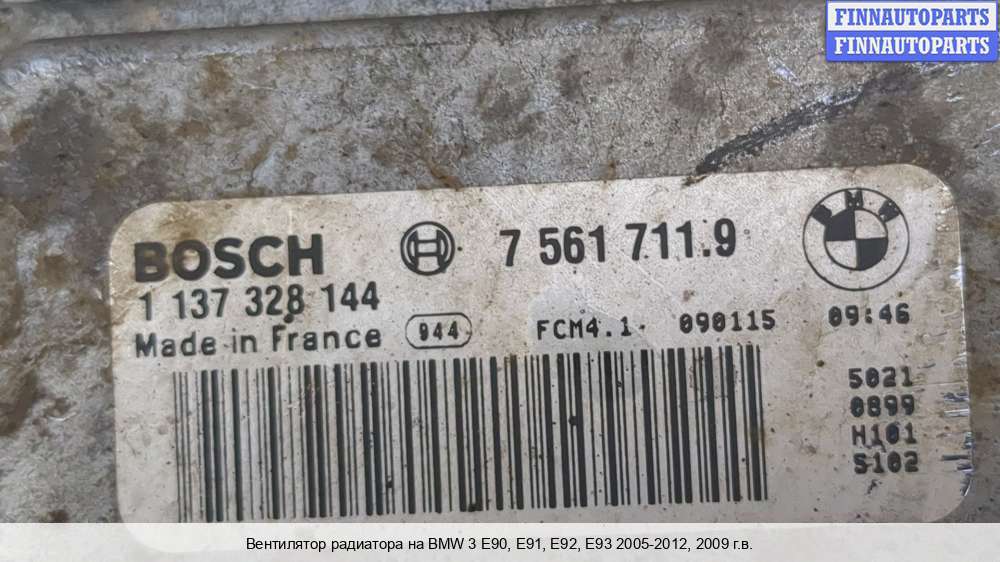 FINNAUTOPARTS
FINNAUTOPARTS
BOSCH 7 561 711.9 BMW
1 137 328 144
Made in France 944 FCM4.1 090115 09:46
5021
0899
H101
S102
Вентилятор радиатора на BMW 3 E90, E91, E92, E93 2005-2012, 2009 г.в.